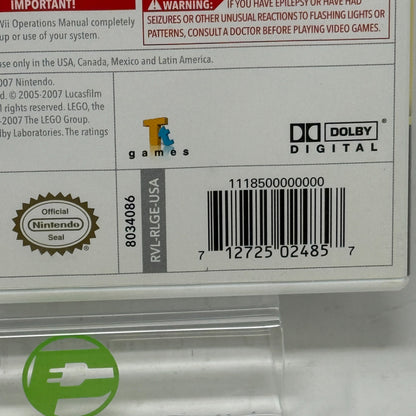 IMPORTANT!
Wii Operations Manual completely
up or use of your system.
WARNING: IF YOU HAVE EPILEPSY OR HAVE HAD
SEIZURES OR OTHER UNUSUAL REACTIONS TO FLASHING LIGHTS OR
PATTERNS, CONSULT A DOCTOR BEFORE PLAYING VIDEO GAMES.
use only in the USA, Canada, Mexico and Latin America.
007 Nintendo.
d. © 2005-2007 Lucasfilm
l rights reserved. LEGO, the
-2007 The LEGO Group.
lby Laboratories. The ratings
Tt
games
DOLBY
DIGITAL
Official
Nintendo
Seal
8034086
RVL-RLGE-USA
1118500000000
7 12725 02485 7